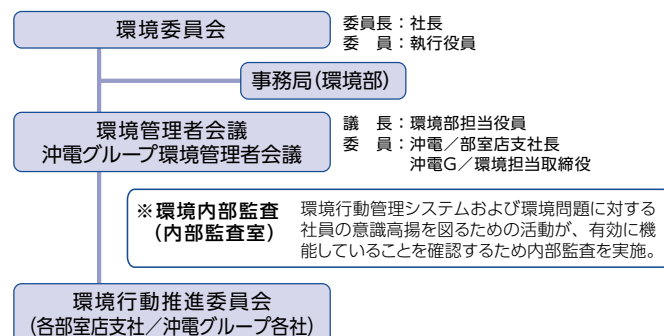 環境委員会
委員長：社長
委　員：執行役員
事務局（環境部）
環境管理者会議
沖電グループ環境管理者会議
議　長：環境部担当役員
委　員：沖電／部室店支社長
沖電G／環境担当取締役
※環境内部監査
（内部監査室）
環境行動管理システムおよび環境問題に対する
社員の意識高揚を図るための活動が、有効に機
能していることを確認するため内部監査を実施。
環境行動推進委員会
（各部室店支社／沖電グループ各社）